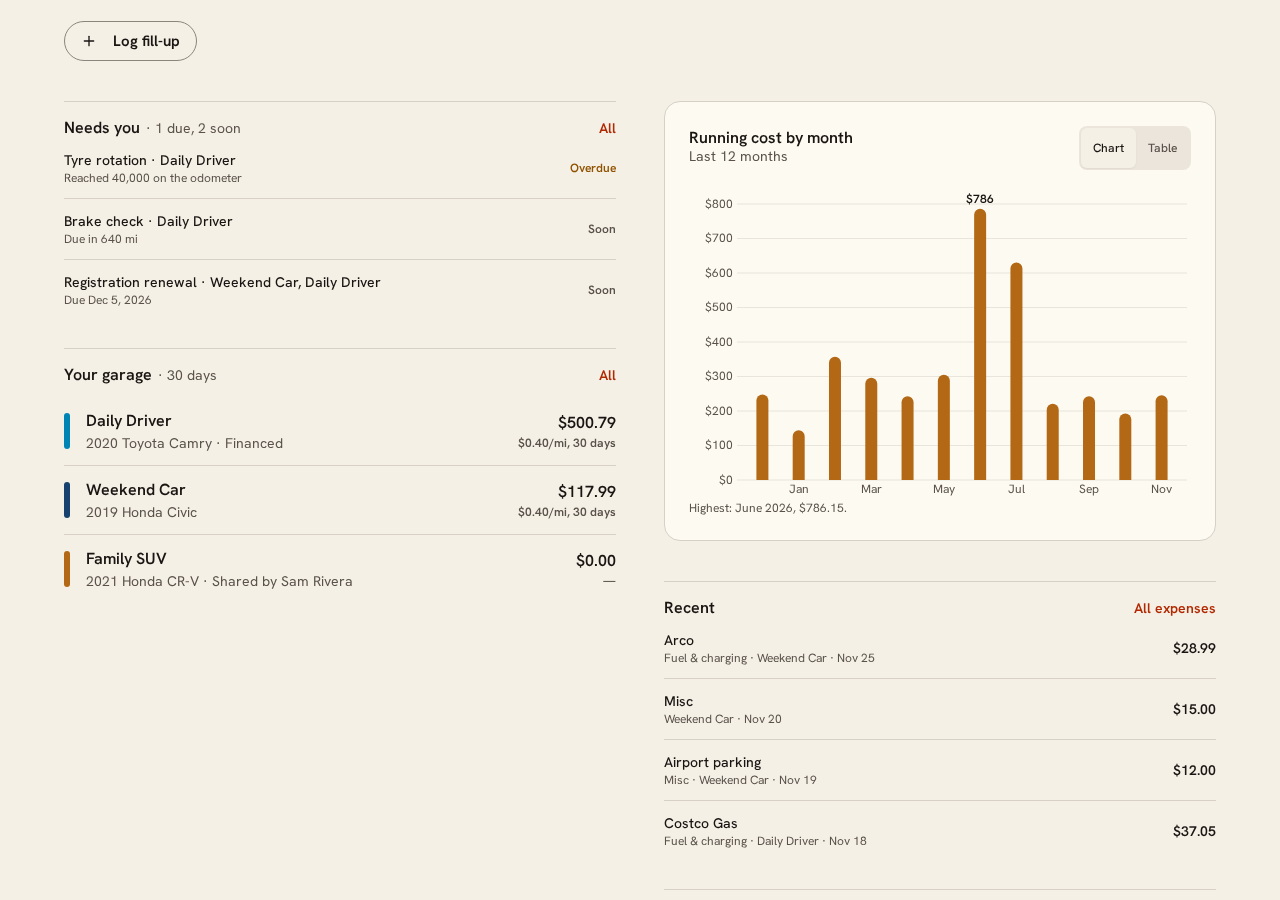 + Log fill-up
Needs you · 1 due, 2 soon
All
Tyre rotation · Daily Driver
Reached 40,000 on the odometer
Overdue
Brake check · Daily Driver
Due in 640 mi
Soon
Registration renewal · Weekend Car, Daily Driver
Due Dec 5, 2026
Soon
Your garage · 30 days
All
Daily Driver
2020 Toyota Camry · Financed
$500.79
$0.40/mi, 30 days
Weekend Car
2019 Honda Civic
$117.99
$0.40/mi, 30 days
Family SUV
2021 Honda CR-V · Shared by Sam Rivera
$0.00
—
Running cost by month
Last 12 months
Chart
Table
$786
$800
$700
$600
$500
$400
$300
$200
$100
$0
Jan Mar May Jul Sep Nov
Highest: June 2026, $786.15.
Recent
All expenses
Arco
Fuel & charging · Weekend Car · Nov 25
$28.99
Misc
Weekend Car · Nov 20
$15.00
Airport parking
Misc · Weekend Car · Nov 19
$12.00
Costco Gas
Fuel & charging · Daily Driver · Nov 18
$37.05